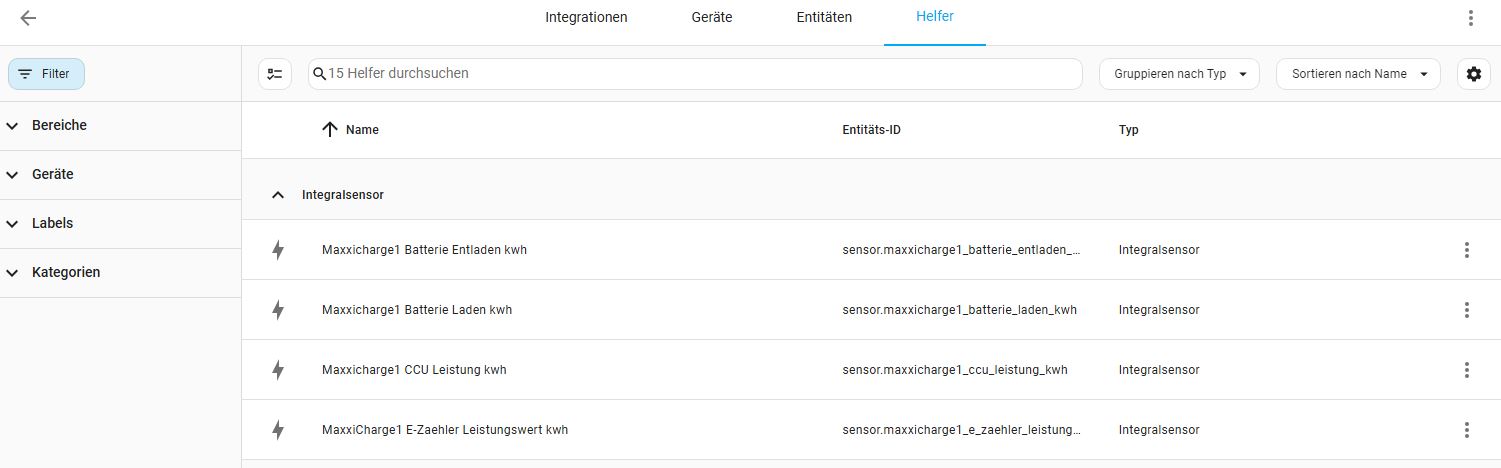 Integrationen Geräte Entitäten Helfer
Filter
15 Helfer durchsuchen
Gruppieren nach Typ
Sortieren nach Name
Bereiche
Geräte
Labels
Kategorien
Name Entitäts-ID Typ
Integralsensor
Maxxicharge1 Batterie Entladen kwh sensor.maxxicharge1_batterie_entladen_... Integralsensor
Maxxicharge1 Batterie Laden kwh sensor.maxxicharge1_batterie_laden_kwh Integralsensor
Maxxicharge1 CCU Leistung kwh sensor.maxxicharge1_ccu_leistung_kwh Integralsensor
MaxxiCharge1 E-Zaehler Leistungswert kwh sensor.maxxicharge1_e_zaehler_leistung... Integralsensor